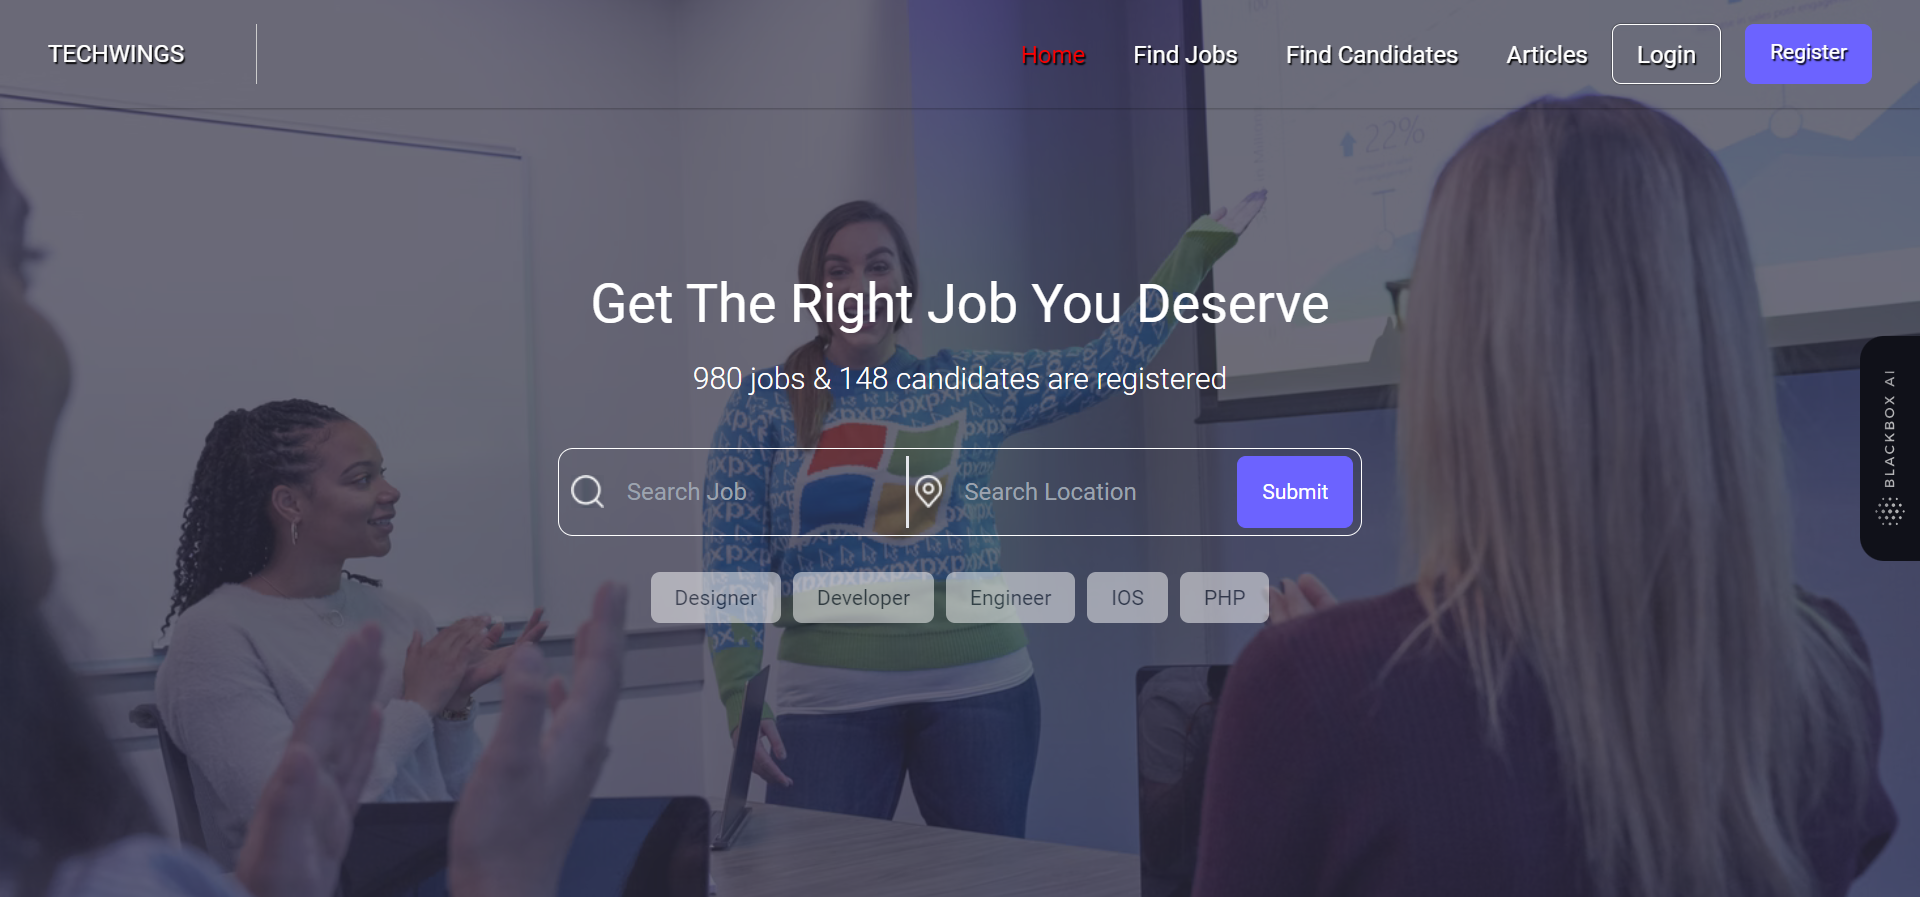 TECHWINGS
Home
Find Jobs
Find Candidates
Articles
Login
Register
22%
Get The Right Job You Deserve
980 jobs & 148 candidates are registered
Search Job
Search Location
Submit
BLACKBOX AI
Designer
Developer
Engineer
IOS
PHP